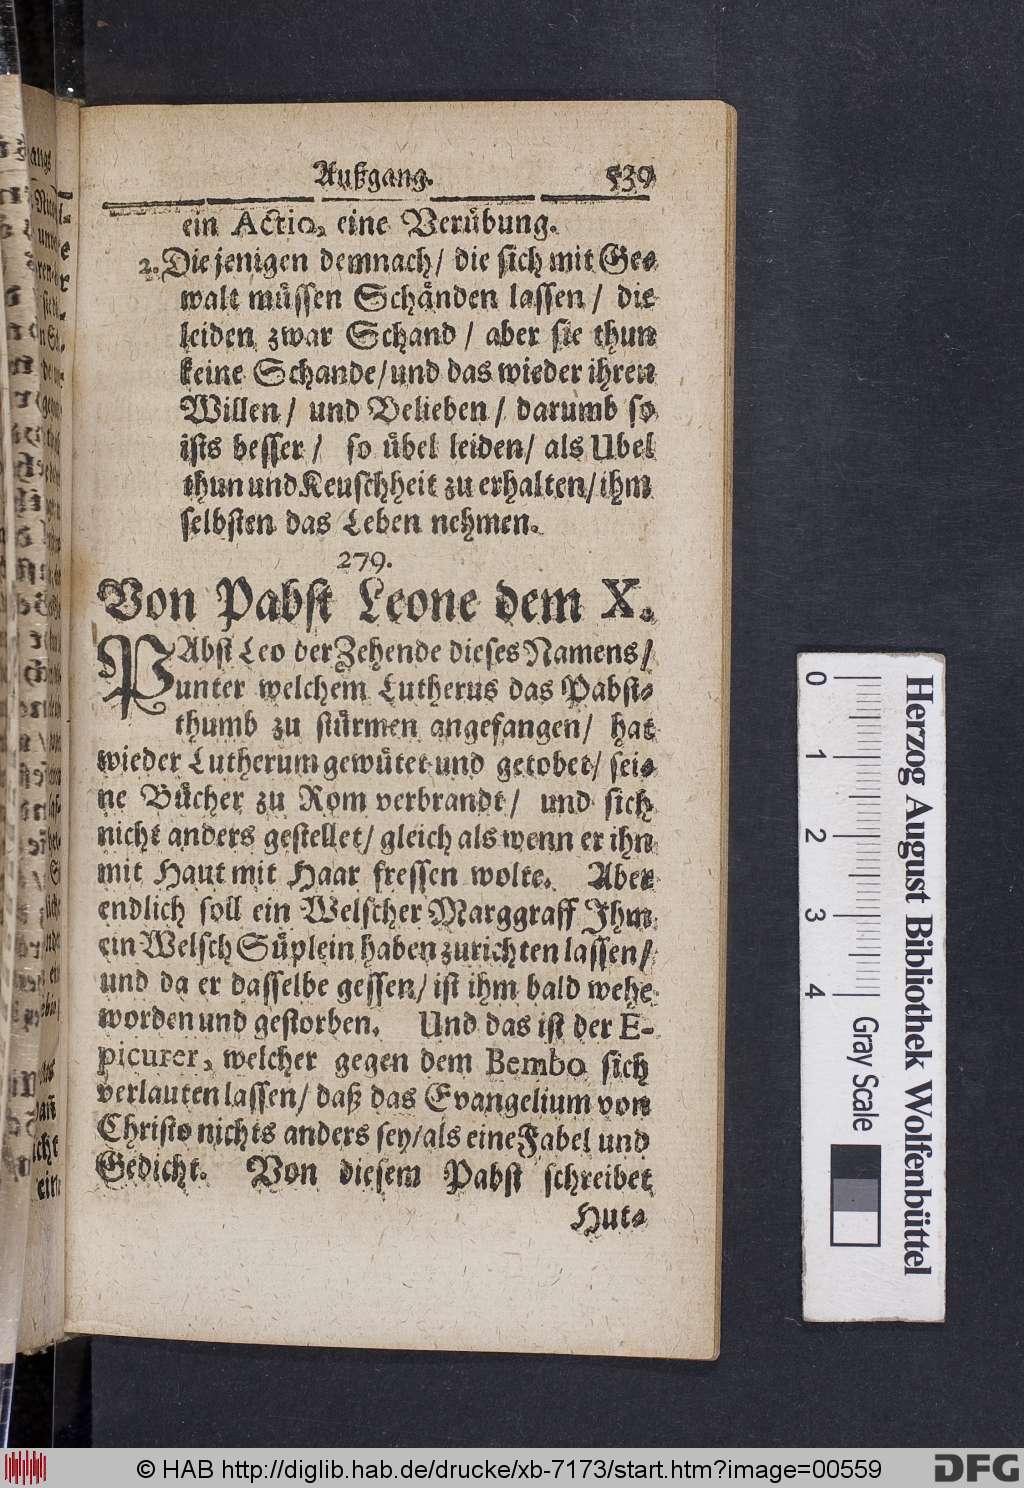 Außgang. 539
ein Actio, eine Verübung.
2. Die jenigen demnach/ die sich mit Ge-
walt müssen Schänden lassen/ die
leiden zwar Schand/ aber sie thun
keine Schande/ und das wieder ihren
Willen/ und Belieben/ darumb so
ists besser/ so übel leiden/ als Ubel
thun und Keuschheit zu erhalten/ ihm
selbsten das Leben nehmen.
279.
Von Pabst Leone dem X.
PAbst Leo der Zehende dieses Namens/
unter welchem Lutherus das Pabst-
thumb zu stürmen angefangen/ hat
wieder Lutherum gewütet und getobet/ sei-
ne Bücher zu Rom verbrandt/ und sich
nicht anders gestellet/ gleich als wenn er ihn
mit Haut mit Haar fressen wolte. Aber
endlich soll ein Welscher Marggraff Ihm
ein Welsch Süplein haben zurichten lassen/
und da er dasselbe gessen/ ist ihm bald wehe
worden und gestorben. Und das ist der E-
picurer, welcher gegen dem Bembo sich
verlauten lassen/ daß das Evangelium von
Christo nichts anders sey/ als eine Fabel und
Gedicht. Von diesem Pabst schreibet
Hut-
Herzog August Bibliothek Wolfenbüttel
0 1 2 3 4 Gray Scale
© HAB http://diglib.hab.de/drucke/xb-7173/start.htm?image=00559
DFG